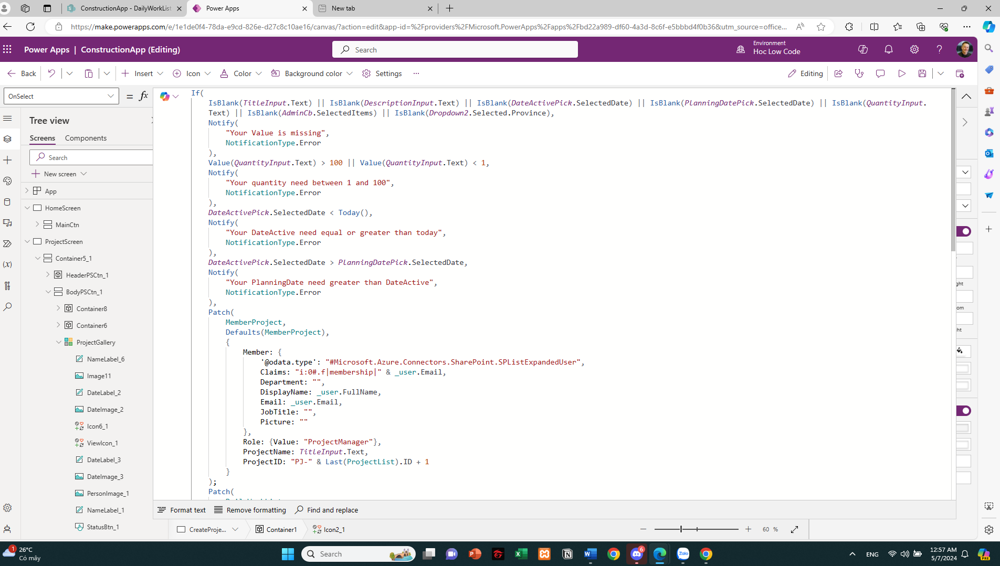 ConstructionApp - DailyWorkList
Power Apps
New tab
https://make.powerapps.com/e/1e1de0f4-78da-e9cd-826e-d27c8c10ae16/canvas/?action=edit&app-id=%2Fproviders%2FMicrosoft.PowerApps%2Fapps%2Fbd22a989-df60-4a3d-8c6f-e5bbbd4f0b36&utm_source=office...
Power Apps | ConstructionApp (Editing)
Search
Environment
Hoc Low Code
Back
Insert
Icon
Color
Background color
Settings
Editing
OnSelect
= fx
If(
IsBlank(TitleInput.Text) || IsBlank(DescriptionInput.Text) || IsBlank(DateActivePick.SelectedDate) || IsBlank(PlanningDatePick.SelectedDate) || IsBlank(QuantityInput.
Text) || IsBlank(AdminCb.SelectedItems) || IsBlank(Dropdown2.Selected.Province),
Notify(
"Your Value is missing",
NotificationType.Error
),
Value(QuantityInput.Text) > 100 || Value(QuantityInput.Text) < 1,
Notify(
"Your quantity need between 1 and 100",
NotificationType.Error
),
DateActivePick.SelectedDate < Today(),
Notify(
"Your DateActive need equal or greater than today",
NotificationType.Error
),
DateActivePick.SelectedDate > PlanningDatePick.SelectedDate,
Notify(
"Your PlanningDate need greater than DateActive",
NotificationType.Error
),
Patch(
MemberProject,
Defaults(MemberProject),
{
Member: {
'@odata.type': "#Microsoft.Azure.Connectors.SharePoint.SPListExpandedUser",
Claims: "i:0#.f|membership|" & _user.Email,
Department: "",
DisplayName: _user.FullName,
Email: _user.Email,
JobTitle: "",
Picture: ""
},
Role: {Value: "ProjectManager"},
ProjectName: TitleInput.Text,
ProjectID: "PJ-" & Last(ProjectList).ID + 1
}
);
Patch(
Tree view
Screens
Components
Search
New screen
App
HomeScreen
MainCtn
ProjectScreen
Container5_1
HeaderPSCtn_1
BodyPSCtn_1
Container8
Container6
ProjectGallery
NameLabel_6
Image11
DateLabel_2
DateImage_2
Icon6_1
ViewIcon_1
DateLabel_3
DateImage_3
PersonImage_1
NameLabel_1
StatusBtn_1
ght
om
ht
Format text
Remove formatting
Find and replace
CreateProje...
Container1
Icon2_1
60 %
1
26°C
Có mây
Search
6
Zalo
ENG
12:57 AM
5/7/2024
PRE